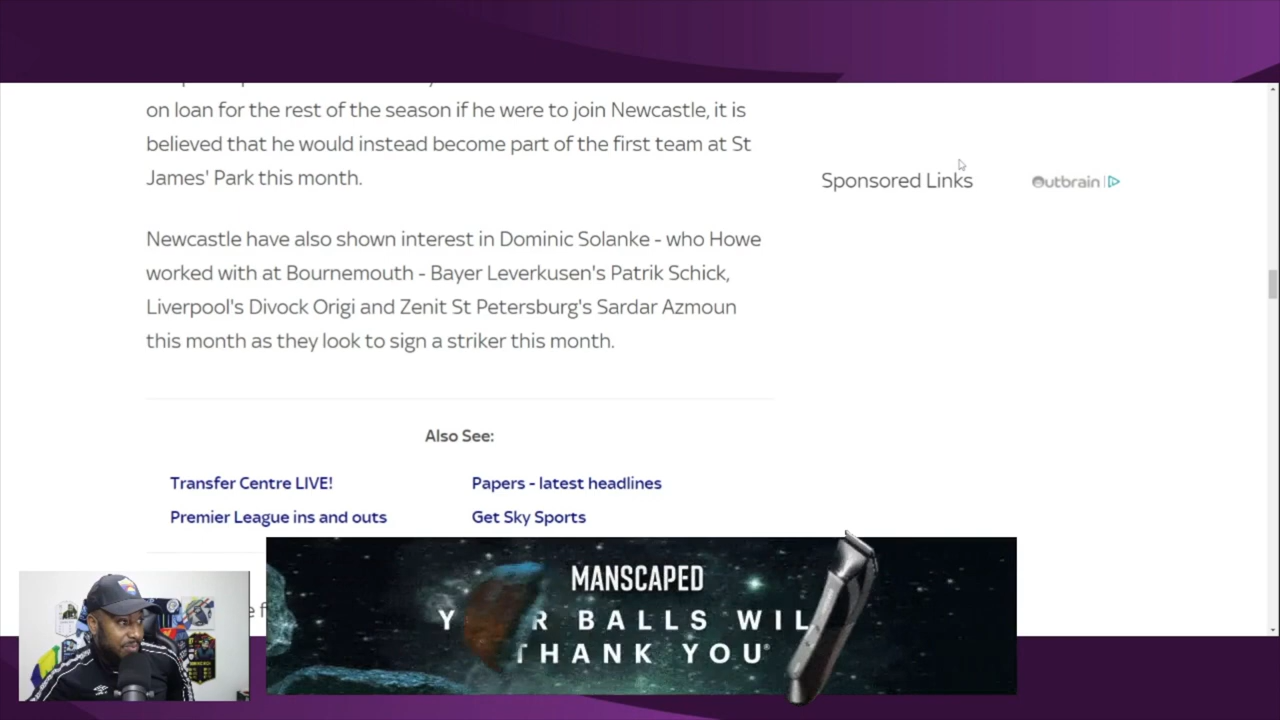 on loan for the rest of the season if he were to join Newcastle, it is
believed that he would instead become part of the first team at St
James' Park this month.
Sponsored Links
Outbrain
Newcastle have also shown interest in Dominic Solanke - who Howe
worked with at Bournemouth - Bayer Leverkusen's Patrik Schick,
Liverpool's Divock Origi and Zenit St Petersburg's Sardar Azmoun
this month as they look to sign a striker this month.
Also See:
Transfer Centre LIVE!
Papers - latest headlines
Premier League ins and outs
Get Sky Sports
MANSCAPED
R BALLS WIL
THANK YOU